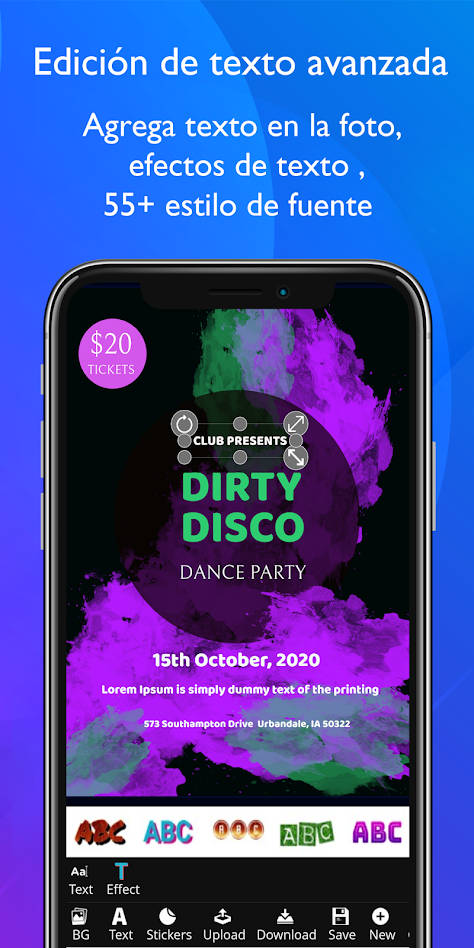 Edición de texto avanzada
Agrega texto en la foto,
efectos de texto ,
55+ estilo de fuente
$20
TICKETS
CLUB PRESENTS
DIRTY
DISCO
DANCE PARTY
15th October, 2020
Lorem Ipsum is simply dummy text of the printing
573 Southampton Drive Urbandale, IA 50322
ABC ABC ABC ABC ABC
Aa T
Text Effect
A
BG Text Stickers Upload Download Save New